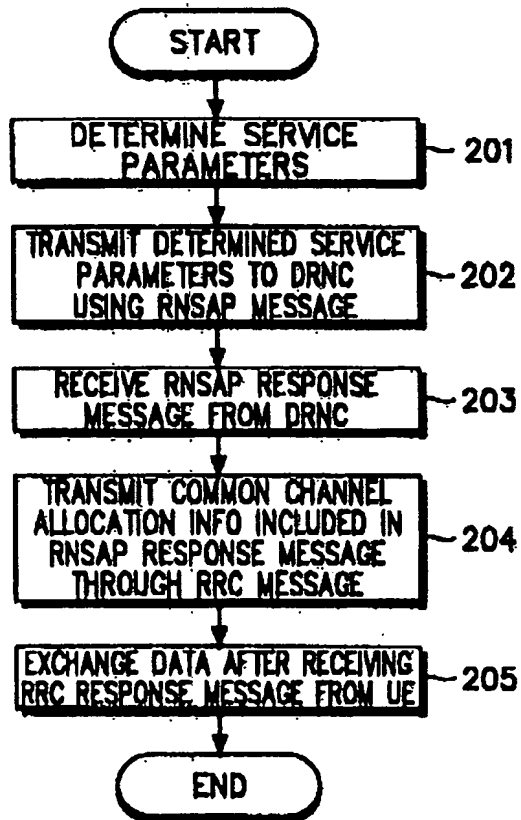 START
DETERMINE SERVICE
PARAMETERS
201
TRANSMIT DETERMINED SERVICE
PARAMETERS TO DRNC
USING RNSAP MESSAGE
202
RECEIVE RNSAP RESPONSE
MESSAGE FROM DRNC
203
TRANSMIT COMMON CHANNEL
ALLOCATION INFO INCLUDED IN
RNSAP RESPONSE MESSAGE
THROUGH RRC MESSAGE
204
EXCHANGE DATA AFTER RECEIVING
RRC RESPONSE MESSAGE FROM UE
205
END